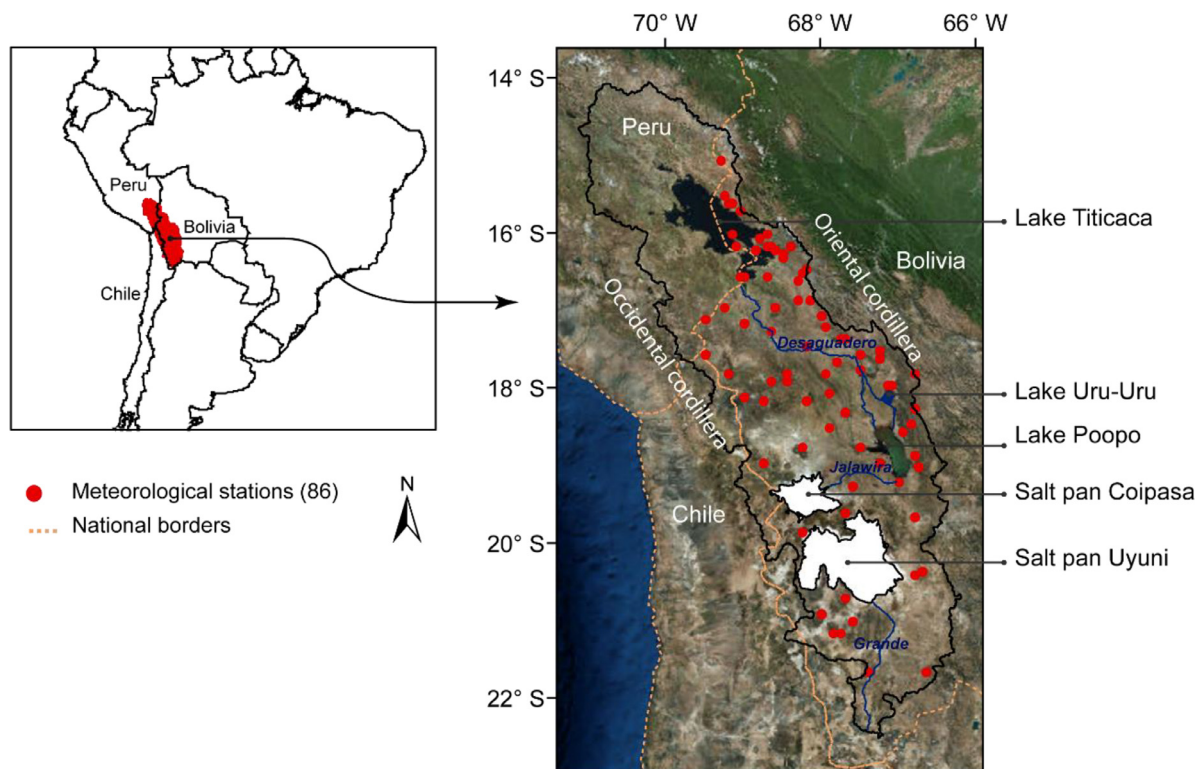 70° W
68° W
66° W
14° S
16° S
18° S
20° S
22° S
Peru
Bolivia
Chile
Meteorological stations (86)
National borders
N
Peru
Oriental cordillera
Bolivia
Occidental cordillera
Desaguadero
Jalawira
Chile
Grande
Lake Titicaca
Lake Uru-Uru
Lake Poopo
Salt pan Coipasa
Salt pan Uyuni